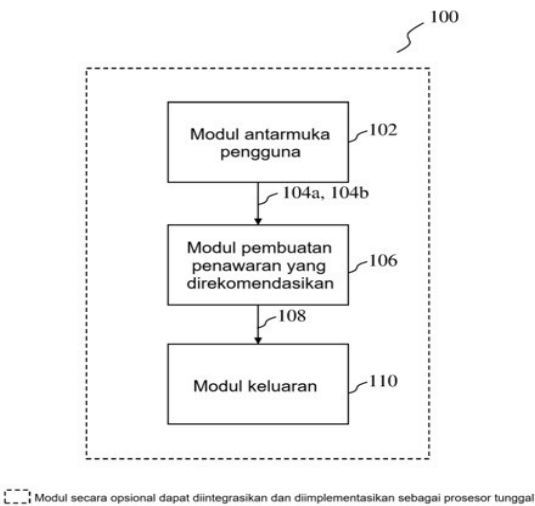 100
Modul antarmuka
pengguna
102
104a, 104b
Modul pembuatan
penawaran yang
direkomendasikan
106
108
Modul keluaran
110
Modul secara opsional dapat diintegrasikan dan diimplementasikan sebagai prosesor tunggal